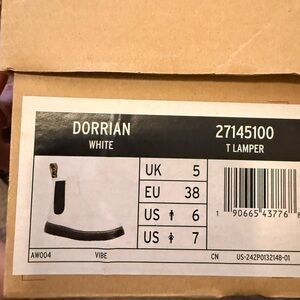 DORRIAN
WHITE
27145100
T LAMPER
UK 5
EU 38
US 6
US 7
1 90665 43776 8
AW004
VIBE
CN
US-242P0132148-01